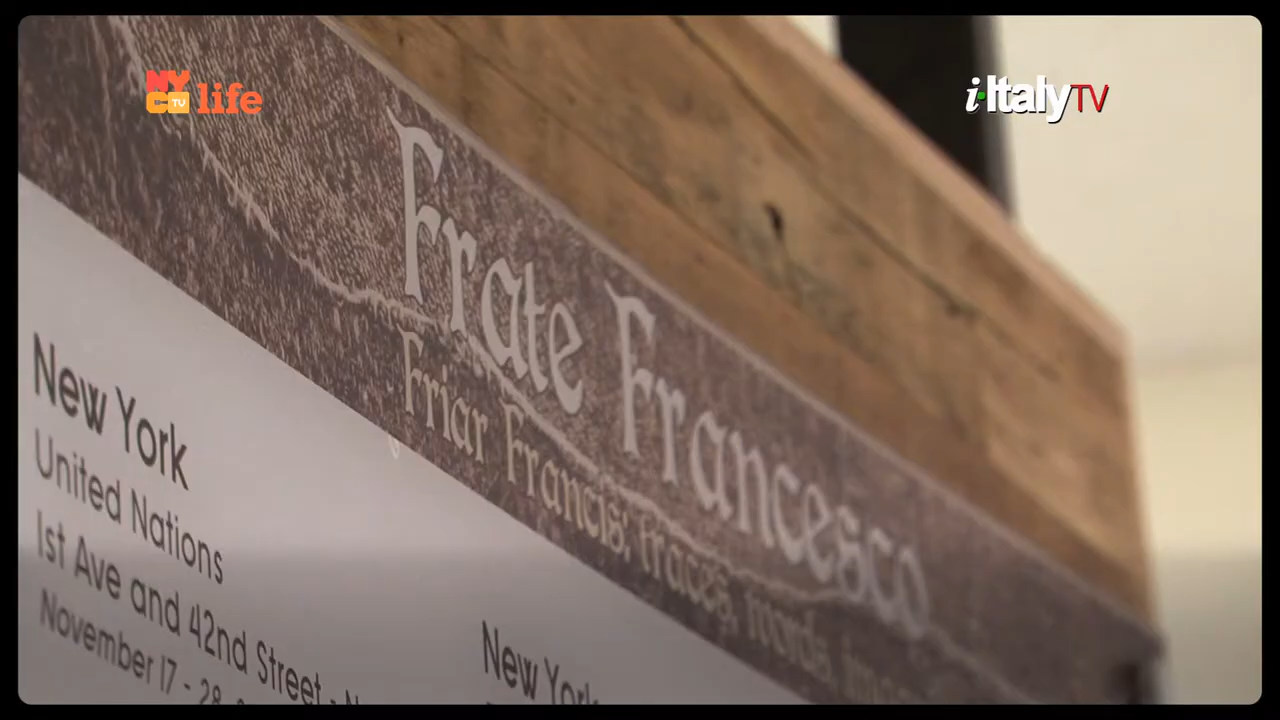 NYC TV life
i-Italy TV
Frate Francesco
Friar Francis: traces, words,
New York
United Nations
1st Ave and 42nd Street -
November 17 - 28,
New York